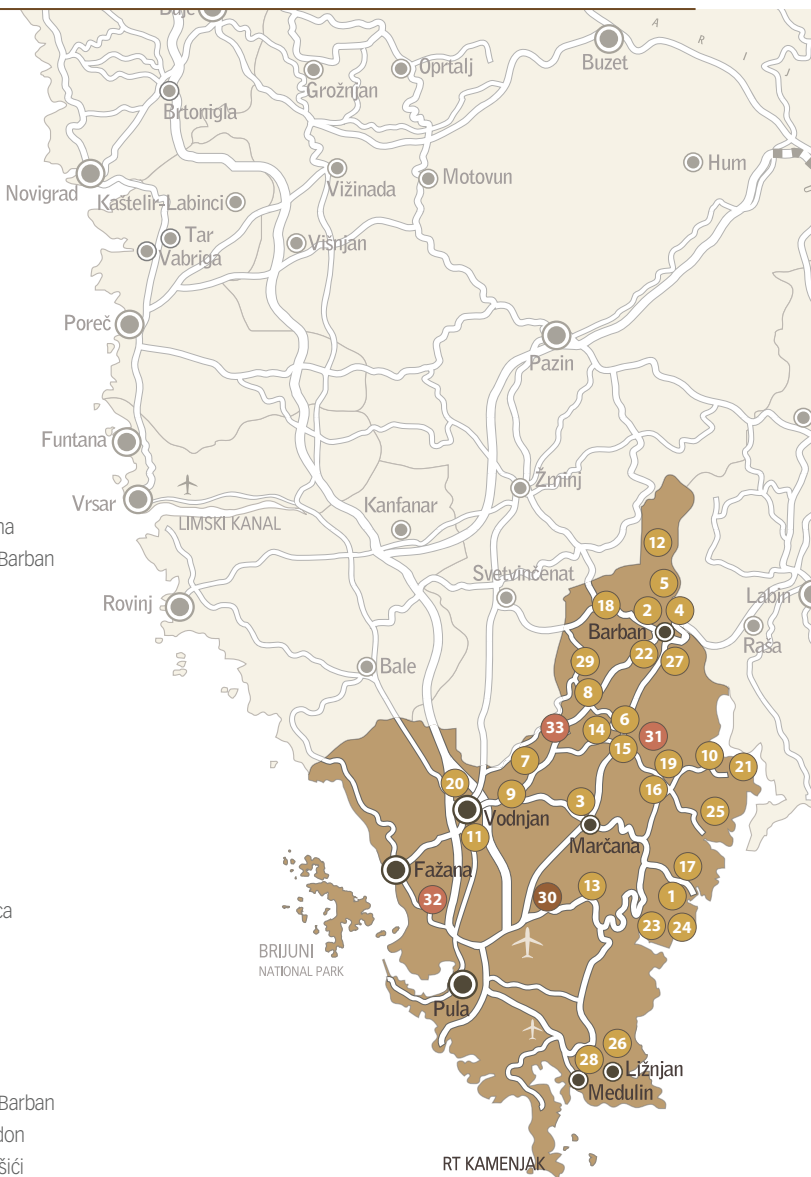 Buje
Oprtalj
Buzet
A R I J
Grožnjan
Brtonigla
Hum
Novigrad
Kaštelir-Labinci
Vižinada
Motovun
Tar
Vabriga
Višnjan
Poreč
Pazin
Funtana
Vrsar
LIMSKI KANAL
Kanfanar
Žminj
na
Barban
12
Svetvinčenat
5
Labin
Rovinj
18
2
4
Barban
Raša
Bale
29
22
27
8
33
14
6
31
15
7
19
10
21
20
9
3
16
25
Vodnjan
11
Marčana
Fažana
17
13
1
32
30
ca
23
24
BRIJUNI
NATIONAL PARK
Pula
26
28
Ližnjan
Medulin
Barban
don
šići
RT KAMENJAK